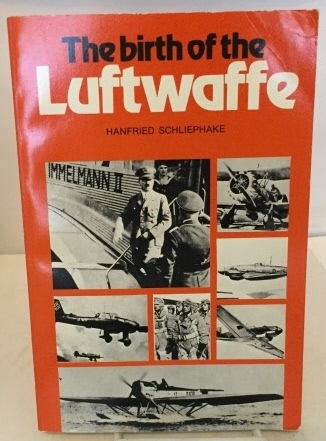 The birth of the
Luftwaffe
HANFRIED SCHLIEPHAKE
IMMELMANN II